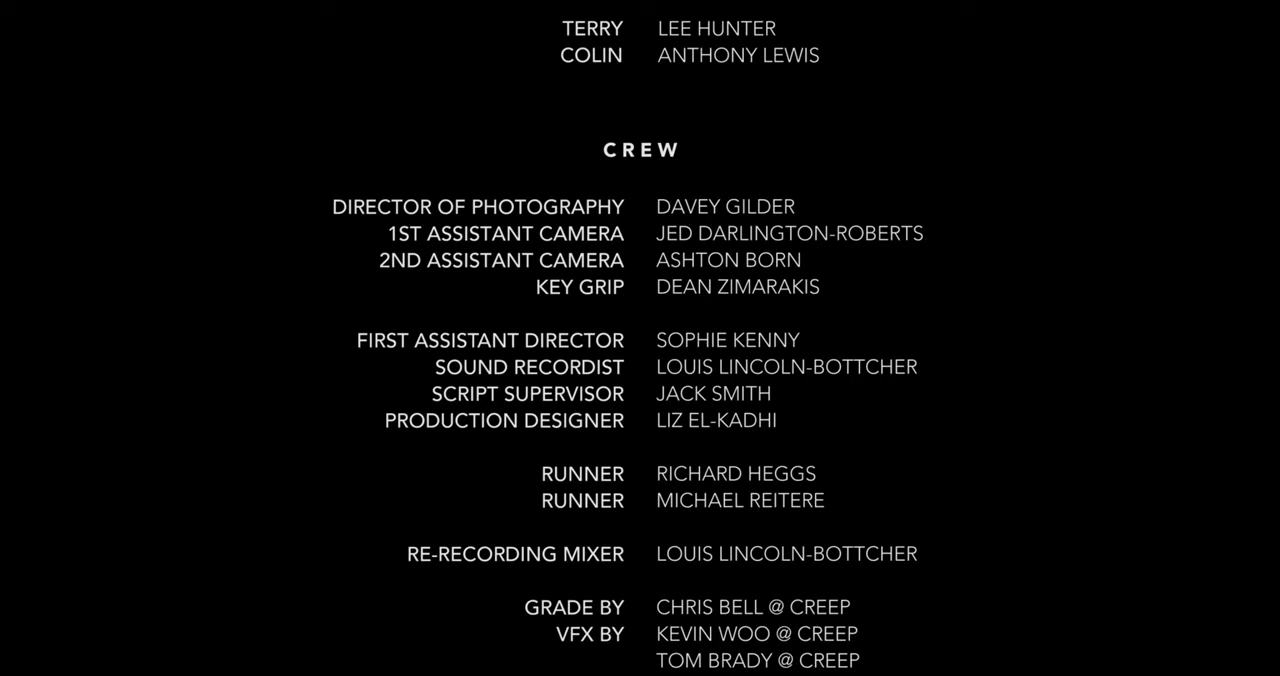 TERRY LEE HUNTER
COLIN ANTHONY LEWIS
CREW
DIRECTOR OF PHOTOGRAPHY DAVEY GILDER
1ST ASSISTANT CAMERA JED DARLINGTON-ROBERTS
2ND ASSISTANT CAMERA ASHTON BORN
KEY GRIP DEAN ZIMARAKIS
FIRST ASSISTANT DIRECTOR SOPHIE KENNY
SOUND RECORDIST LOUIS LINCOLN-BOTTCHER
SCRIPT SUPERVISOR JACK SMITH
PRODUCTION DESIGNER LIZ EL-KADHI
RUNNER RICHARD HEGGS
RUNNER MICHAEL REITERE
RE-RECORDING MIXER LOUIS LINCOLN-BOTTCHER
GRADE BY CHRIS BELL @ CREEP
VFX BY KEVIN WOO @ CREEP
TOM BRADY @ CREEP